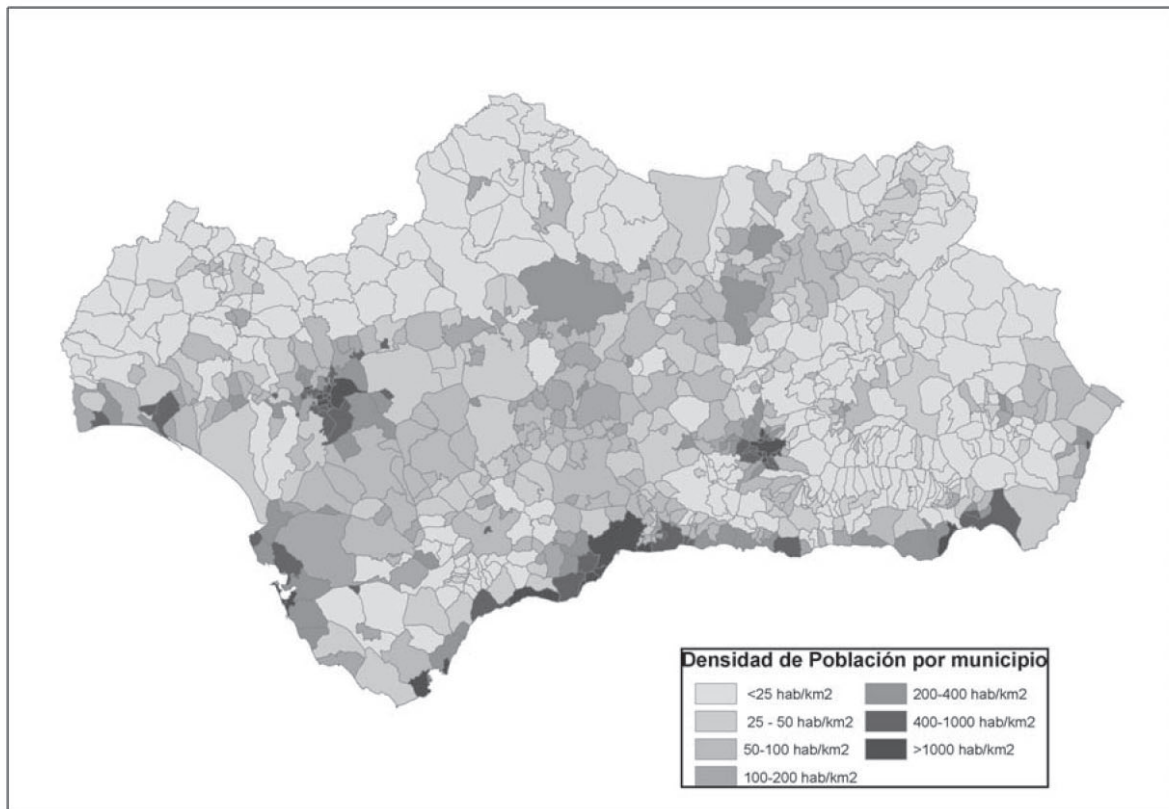 Densidad de Población por municipio
<25 hab/km2
25 - 50 hab/km2
50-100 hab/km2
100-200 hab/km2
200-400 hab/km2
400-1000 hab/km2
>1000 hab/km2